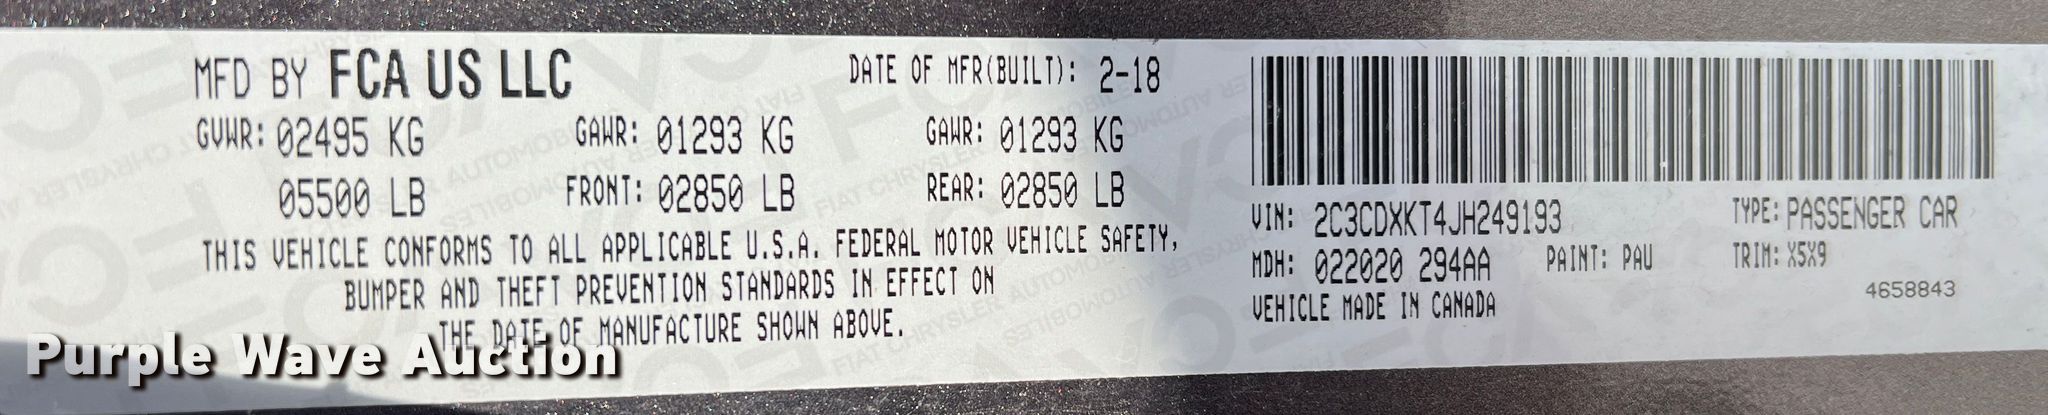 MFD BY FCA US LLC DATE OF MFR(BUILT): 2-18
GVWR: 02495 KG GAWR: 01293 KG GAWR: 01293 KG
05500 LB FRONT: 02850 LB REAR: 02850 LB
THIS VEHICLE CONFORMS TO ALL APPLICABLE U.S.A. FEDERAL MOTOR VEHICLE SAFETY,
BUMPER AND THEFT PREVENTION STANDARDS IN EFFECT ON
THE DATE OF MANUFACTURE SHOWN ABOVE.
VIN: 2C3CDXKT4JH249193 TYPE: PASSENGER CAR
MDH: 022020 294AA PAINT: PAU TRIM: X5X9
VEHICLE MADE IN CANADA 4658843
Purple Wave Auction